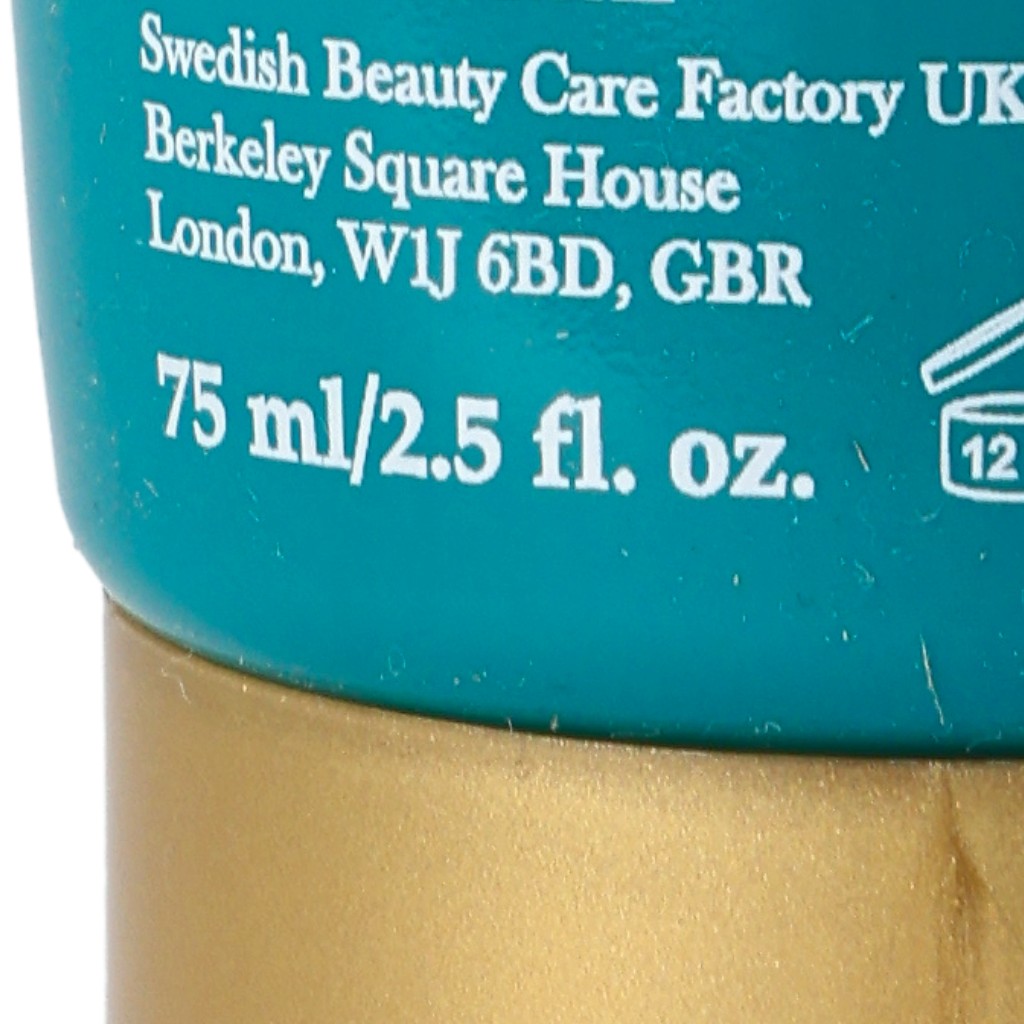 Swedish Beauty Care Factory UK
Berkeley Square House
London, W1J 6BD, GBR
75 ml/2.5 fl. oz.
12